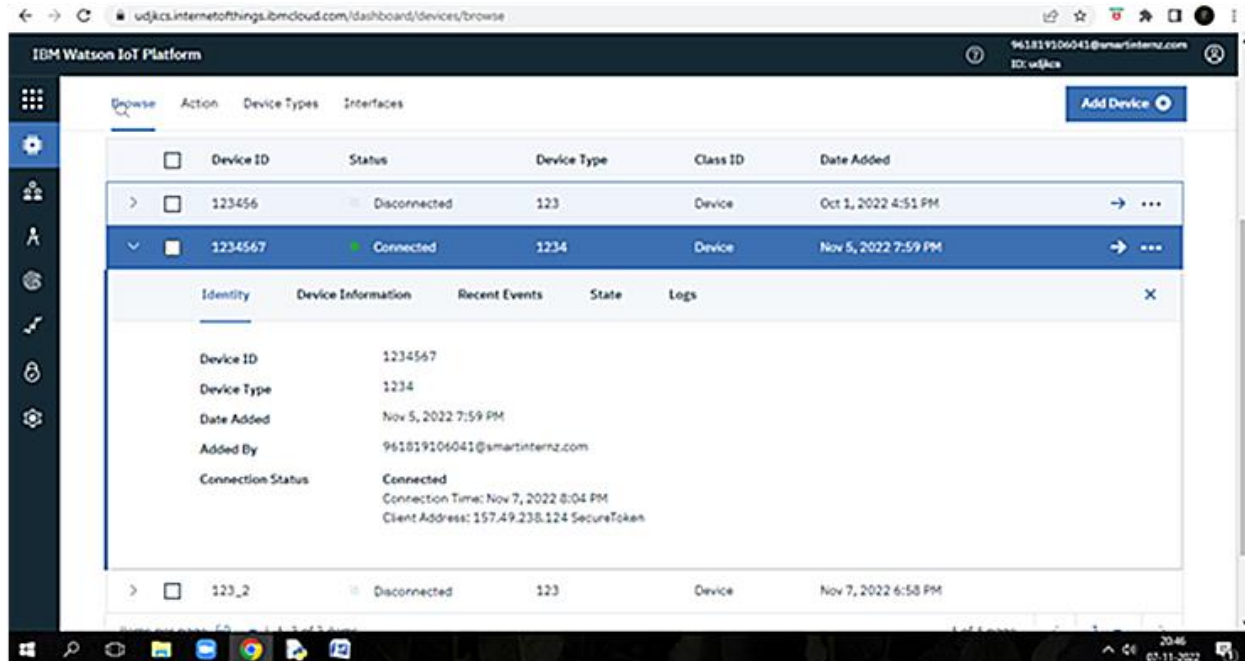 udjkcs.internetofthings.ibmcloud.com/dashboard/devices/browse
IBM Watson IoT Platform
961819106041@smartinternz.com
ID: udjkcs
Browse Action Device Types Interfaces
Add Device
Device ID Status Device Type Class ID Date Added
123456 Disconnected 123 Device Oct 1, 2022 4:51 PM
1234567 Connected 1234 Device Nov 5, 2022 7:59 PM
Identity Device Information Recent Events State Logs
Device ID 1234567
Device Type 1234
Date Added Nov 5, 2022 7:59 PM
Added By 961819106041@smartinternz.com
Connection Status Connected
Connection Time: Nov 7, 2022 8:04 PM
Client Address: 157.49.238.124 SecureToken
123_2 Disconnected 123 Device Nov 7, 2022 6:58 PM
20:46
07-11-2022